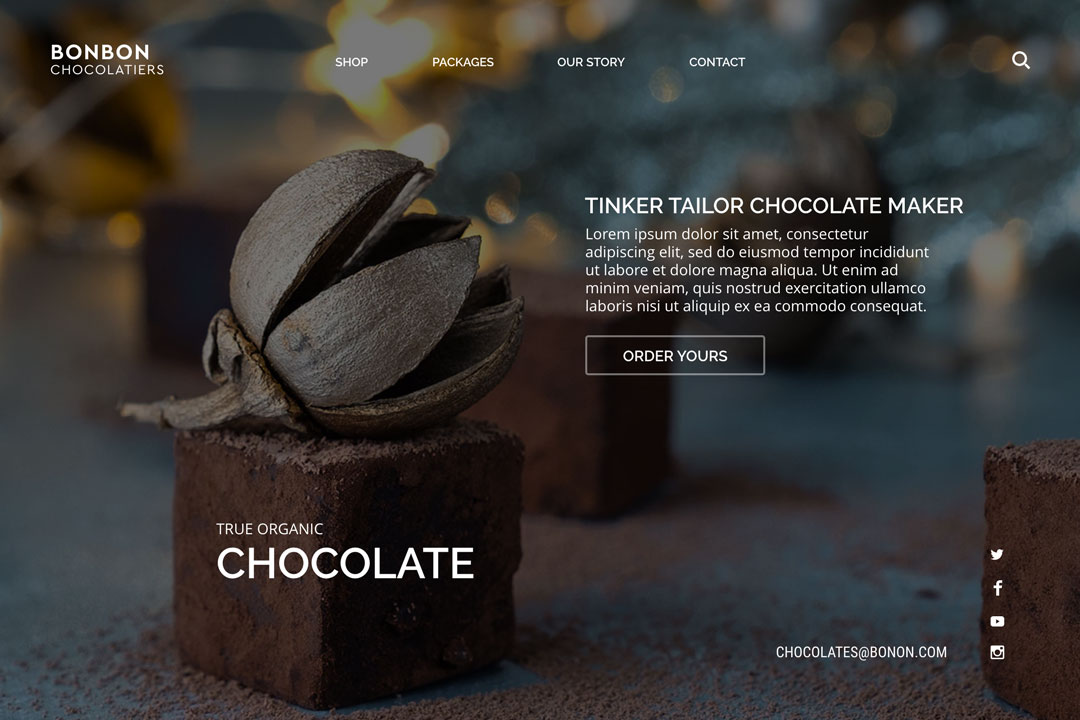 BONBON
CHOCOLATIERS
SHOP PACKAGES OUR STORY CONTACT
TINKER TAILOR CHOCOLATE MAKER
Lorem ipsum dolor sit amet, consectetur
adipiscing elit, sed do eiusmod tempor incididunt
ut labore et dolore magna aliqua. Ut enim ad
minim veniam, quis nostrud exercitation ullamco
laboris nisi ut aliquip ex ea commodo consequat.
ORDER YOURS
TRUE ORGANIC
CHOCOLATE
CHOCOLATES@BONON.COM